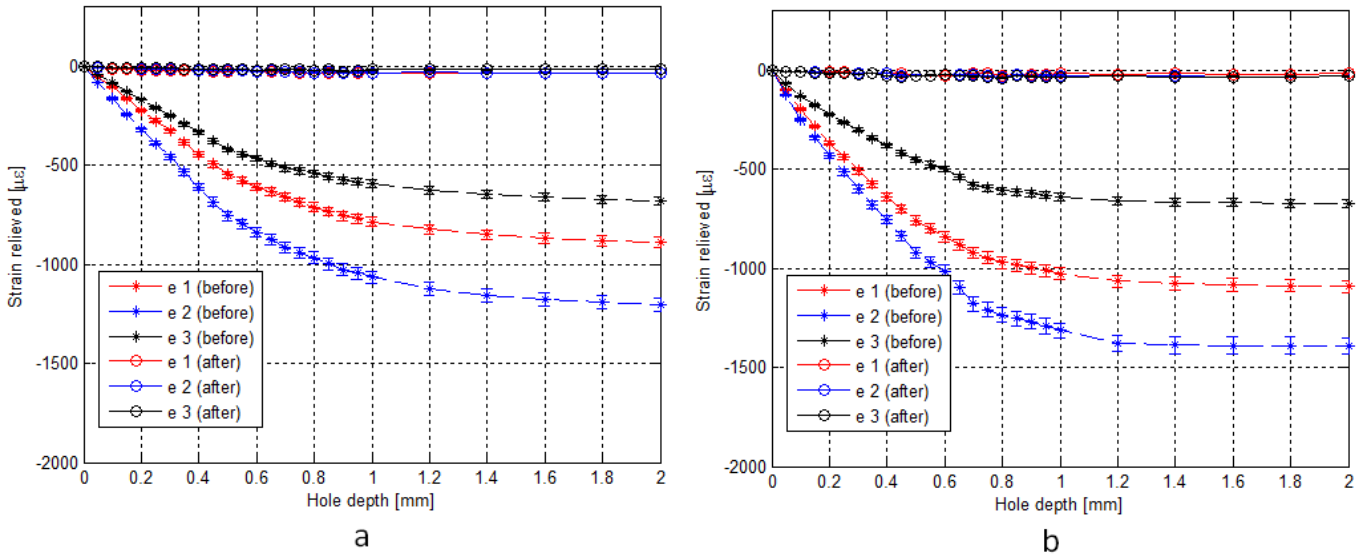 0
-500
-1000
-1500
-2000
Strain relieved [με]
e 1 (before)
e 2 (before)
e 3 (before)
e 1 (after)
e 2 (after)
e 3 (after)
0 0.2 0.4 0.6 0.8 1.0 1.2 1.4 1.6 1.8 2
Hole depth [mm]
a
0
-500
-1000
-1500
-2000
Strain relieved [με]
e 1 (before)
e 2 (before)
e 3 (before)
e 1 (after)
e 2 (after)
e 3 (after)
0 0.2 0.4 0.6 0.8 1.0 1.2 1.4 1.6 1.8 2
Hole depth [mm]
b